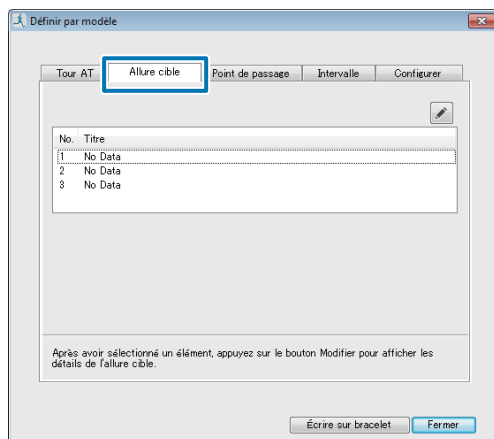 Définir par modèle
Tour AT Allure cible Point de passage Intervalle Configurer
No. Titre
1 No Data
2 No Data
3 No Data
Après avoir sélectionné un élément, appuyez sur le bouton Modifier pour afficher les
détails de l'allure cible.
Écrire sur bracelet Fermer